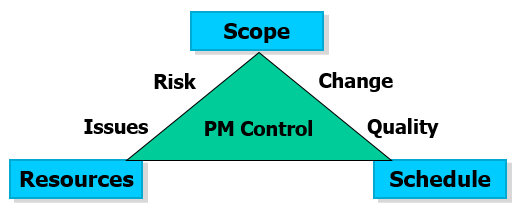 Scope
Risk
Change
Issues
PM Control
Quality
Resources
Schedule